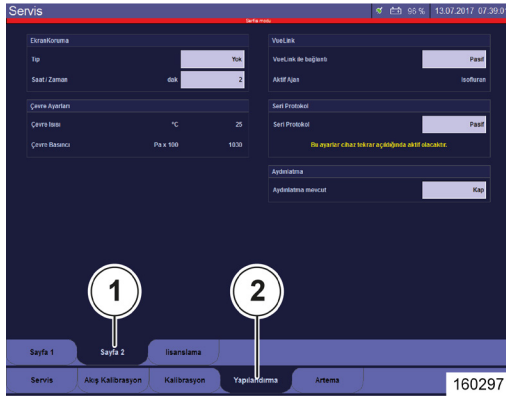 Servis 96 % 13.07.2017 07:39:01
Servis modu
EkranKoruma
Tip Yok
Saat / Zaman dak 2
Çevre Ayarları
Çevre Isısı °C 25
Çevre Basıncı Pa x 100 1030
VueLink
VueLink ile bağlantı Pasif
Aktif Ajan Isofluran
Seri Protokol
Seri Protokol Pasif
Bu ayarlar cihaz tekrar açıldığında aktif olacaktır.
Aydınlatma
Aydınlatma mevcut Kap
1
2
Sayfa 1 Sayfa 2 lisanslama
Servis Akış Kalibrasyon Kalibrasyon Yapılandırma Artema
160297